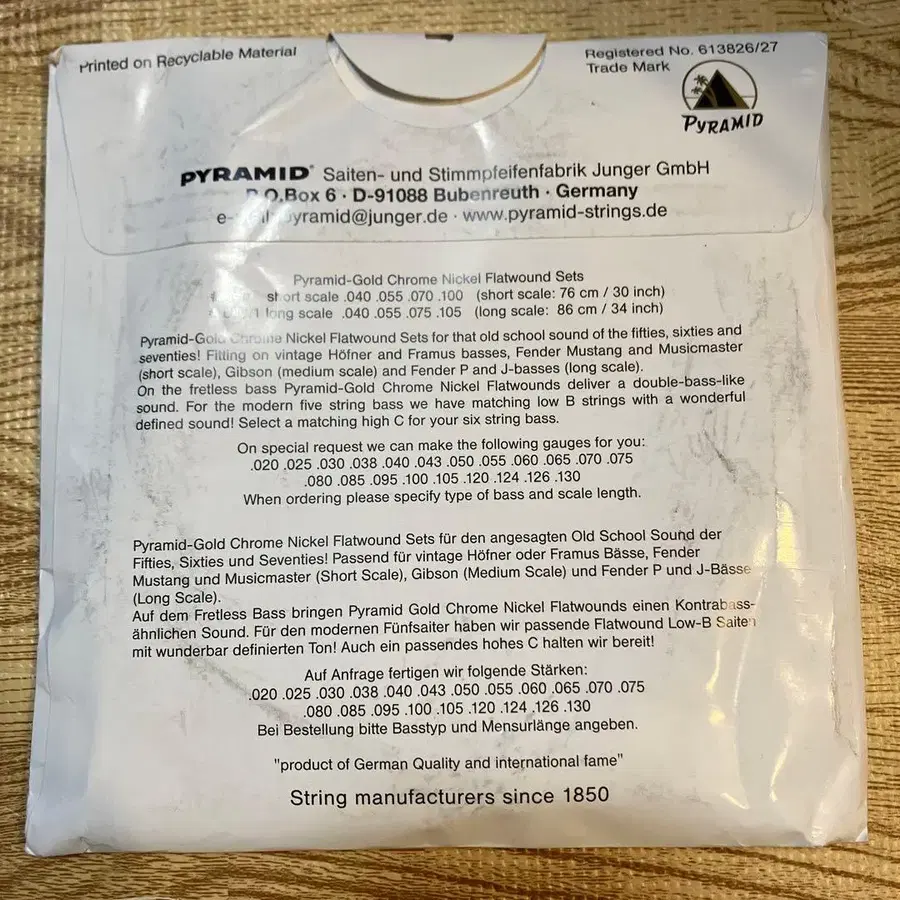 Printed on Recyclable Material
Registered No. 613826/27
Trade Mark
PYRAMID
PYRAMID® Saiten- und Stimmpfeifenfabrik Junger GmbH
P.O.Box 6 · D-91088 Bubenreuth · Germany
pyramid@junger.de · www.pyramid-strings.de
Pyramid-Gold Chrome Nickel Flatwound Sets
short scale .040 .055 .070 .100 (short scale: 76 cm / 30 inch)
long scale .040 .055 .075 .105 (long scale: 86 cm / 34 inch)
Pyramid-Gold Chrome Nickel Flatwound Sets for that old school sound of the fifties, sixties and
seventies! Fitting on vintage Höfner and Framus basses, Fender Mustang and Musicmaster
(short scale), Gibson (medium scale) and Fender P and J-basses (long scale).
On the fretless bass Pyramid-Gold Chrome Nickel Flatwounds deliver a double-bass-like
sound. For the modern five string bass we have matching low B strings with a wonderful
defined sound! Select a matching high C for your six string bass.
On special request we can make the following gauges for you:
.020 .025 .030 .038 .040 .043 .050 .055 .060 .065 .070 .075
.080 .085 .095 .100 .105 .120 .124 .126 .130
When ordering please specify type of bass and scale length.
Pyramid-Gold Chrome Nickel Flatwound Sets für den angesagten Old School Sound der
Fifties, Sixties und Seventies! Passend für vintage Höfner oder Framus Bässe, Fender
Mustang und Musicmaster (Short Scale), Gibson (Medium Scale) und Fender P und J-Bässe
(Long Scale).
Auf dem Fretless Bass bringen Pyramid Gold Chrome Nickel Flatwounds einen Kontrabass-
ähnlichen Sound. Für den modernen Fünfsaiter haben wir passende Flatwound Low-B Saiten
mit wunderbar definierten Ton! Auch ein passendes hohes C halten wir bereit!
Auf Anfrage fertigen wir folgende Stärken:
.020 .025 .030 .038 .040 .043 .050 .055 .060 .065 .070 .075
.080 .085 .095 .100 .105 .120 .124 .126 .130
Bei Bestellung bitte Basstyp und Mensurlänge angeben.
"product of German Quality and international fame"
String manufacturers since 1850